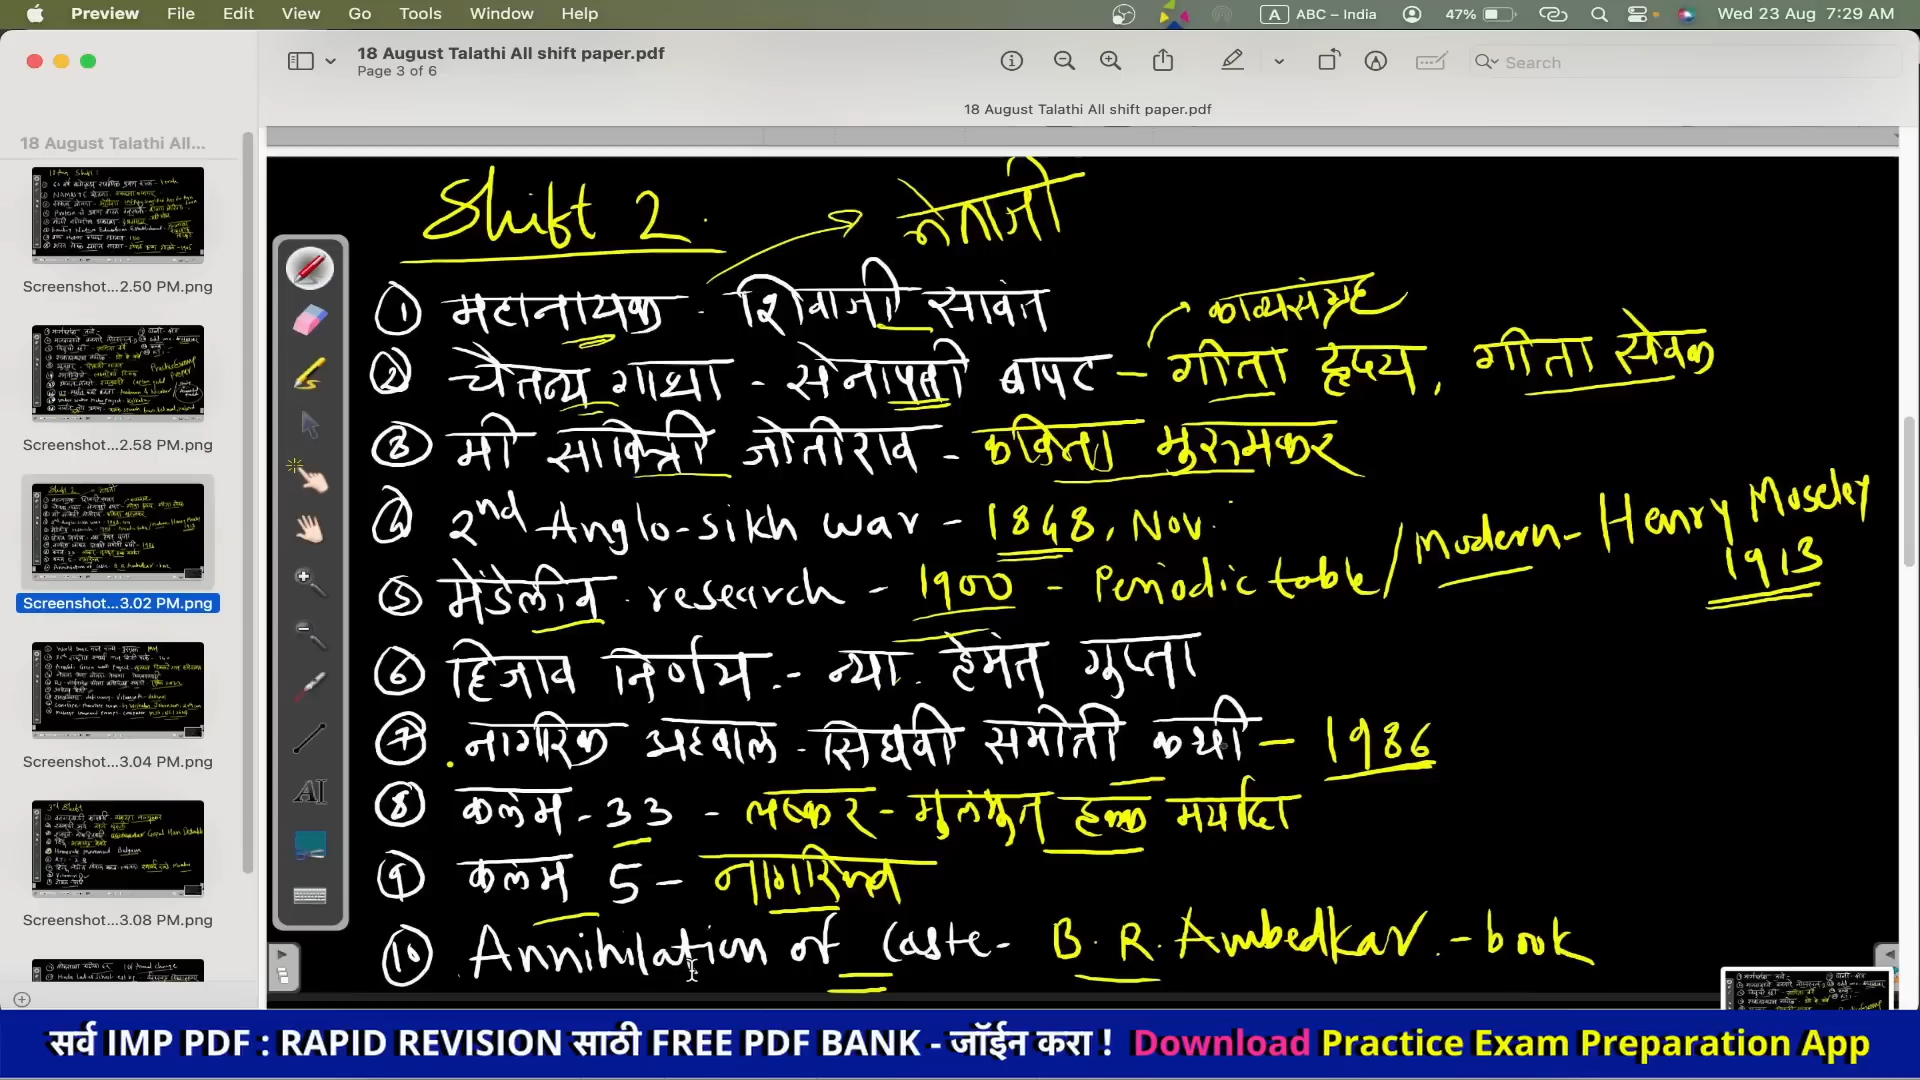 Preview File Edit View Go Tools Window Help A ABC – India 47% Wed 23 Aug 7:29 AM
18 August Talathi All shift paper.pdf
Page 3 of 6
Search
18 August Talathi All shift paper.pdf
18 August Talathi All...
Screenshot...2.50 PM.png
Screenshot...2.58 PM.png
Screenshot...3.02 PM.png
Screenshot...3.04 PM.png
Screenshot...3.08 PM.png
Shift 2 नेताजी
① महानायक - शिवाजी सावंत काव्यसंग्रह
② चैतन्य गाथा - सेनापती बापट - गीता हृदय, गीता सेवक
③ मी सावित्री जोतीराव - कविता मुरुमकर
④ 2nd Anglo-sikh war - 1848, Nov.
⑤ मेंडेलीव research - 1900 - Periodic table / Modern - Henry Moseley
1913
⑥ हिजाब निर्णय - न्या. हेमंत गुप्ता
⑦ नागरिक अहवाल - सिंघवी समीती कधी - 1986
⑧ कलम - 33 - लष्कर - मुलभुत हक्क मर्यादा
⑨ कलम 5 - नागरिकत्व
⑩ Annihilation of Caste - B. R. Ambedkar. - book
AI
सर्व IMP PDF : RAPID REVISION साठी FREE PDF BANK - जॉईन करा ! Download Practice Exam Preparation App